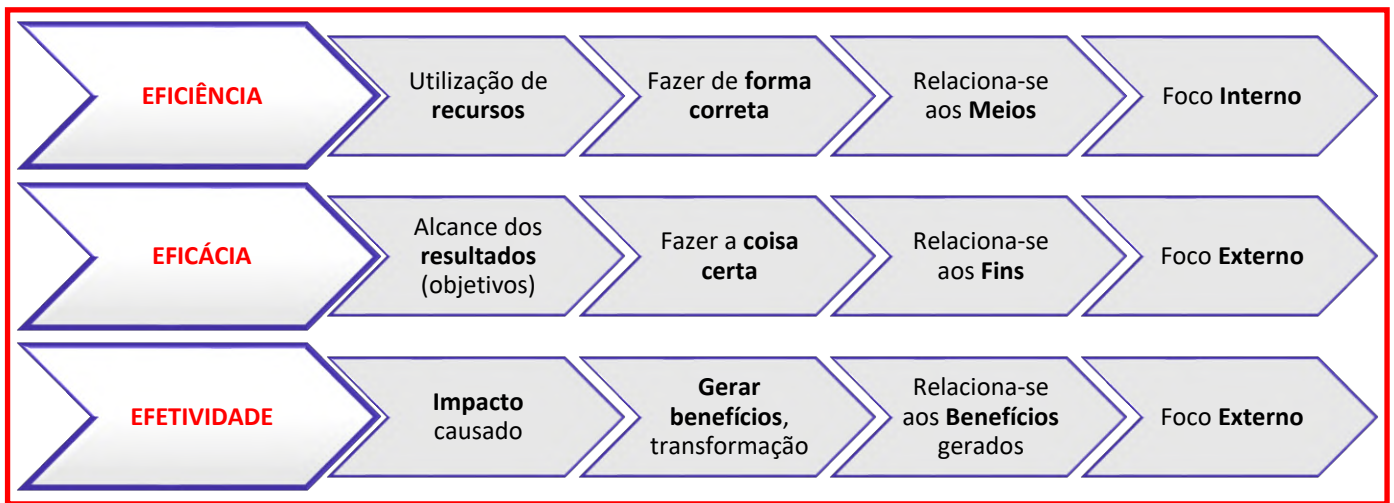 EFICIÊNCIA
Utilização de
recursos
Fazer de forma
correta
Relaciona-se
aos Meios
Foco Interno
EFICÁCIA
Alcance dos
resultados
(objetivos)
Fazer a coisa
certa
Relaciona-se
aos Fins
Foco Externo
EFETIVIDADE
Impacto
causado
Gerar
benefícios,
transformação
Relaciona-se
aos Benefícios
gerados
Foco Externo